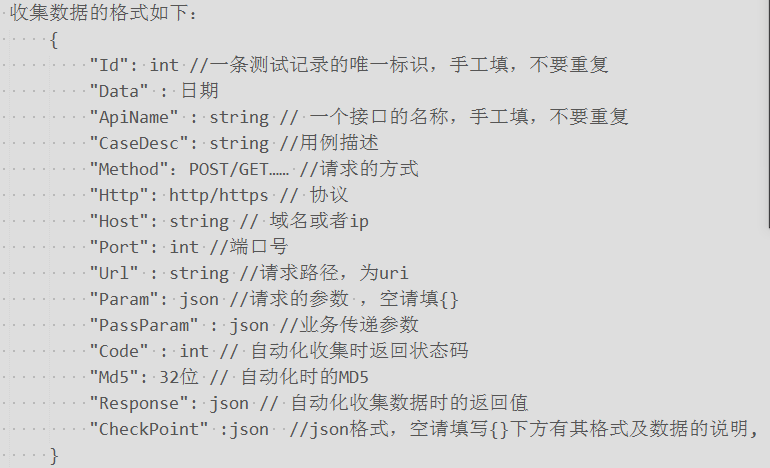 收集数据的格式如下：
{
"Id": int //一条测试记录的唯一标识，手工填，不要重复
"Data" : 日期
"ApiName" : string // 一个接口的名称，手工填，不要重复
"CaseDesc": string //用例描述
"Method"：POST/GET…… //请求的方式
"Http": http/https // 协议
"Host": string // 域名或者ip
"Port": int //端口号
"Url" : string //请求路径，为uri
"Param": json //请求的参数 ，空请填{}
"PassParam" : json //业务传递参数
"Code" : int // 自动化收集时返回状态码
"Md5": 32位 // 自动化时的MD5
"Response": json // 自动化收集数据时的返回值
"CheckPoint" :json  //json格式，空请填写{}下方有其格式及数据的说明,
}